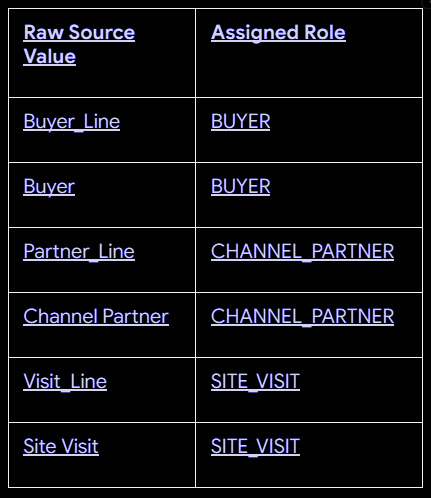 Raw Source Value | Assigned Role
Buyer_Line | BUYER
Buyer | BUYER
Partner_Line | CHANNEL_PARTNER
Channel Partner | CHANNEL_PARTNER
Visit_Line | SITE_VISIT
Site Visit | SITE_VISIT